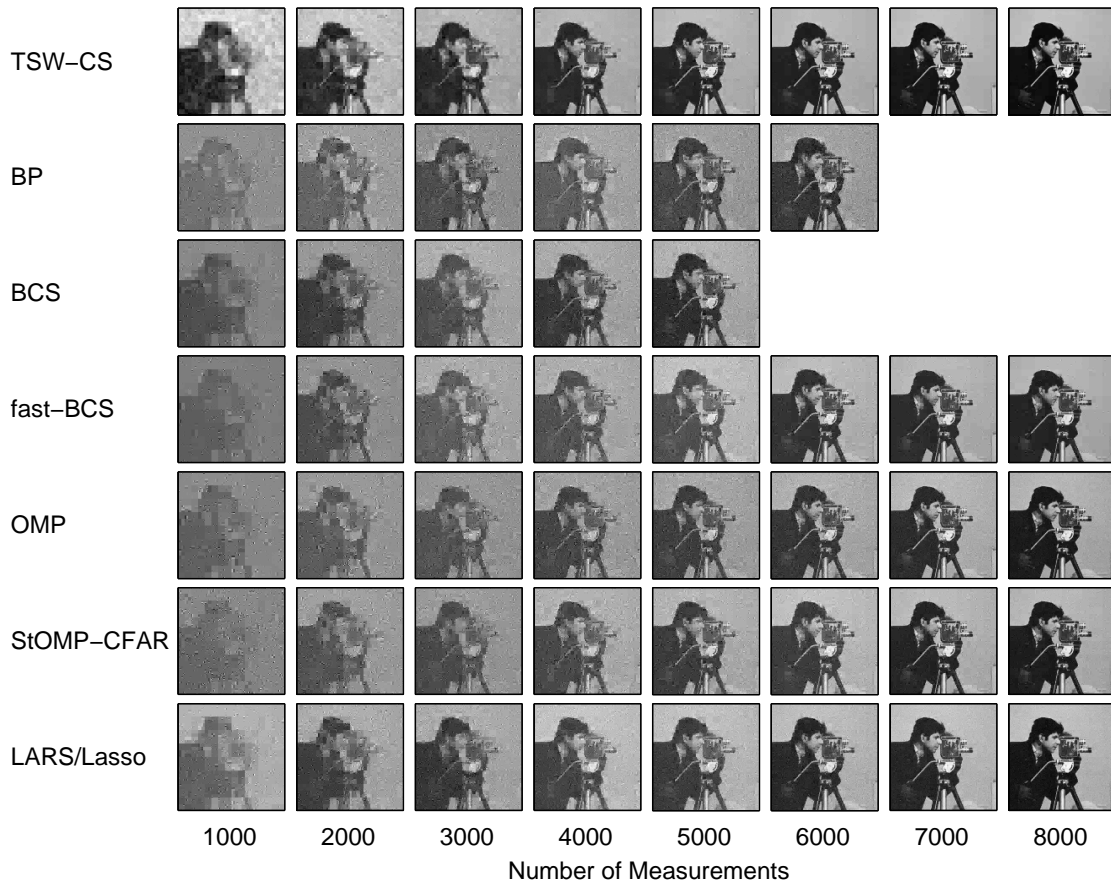 TSW−CS
BP
BCS
fast−BCS
OMP
StOMP−CFAR
LARS/Lasso
1000 2000 3000 4000 5000 6000 7000 8000
Number of Measurements